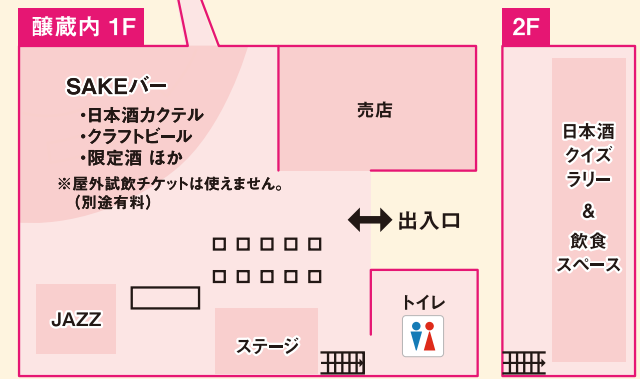 醸蔵内 1F
SAKEバー
・日本酒カクテル
・クラフトビール
・限定酒 ほか
※屋外試飲チケットは使えません。
（別途有料）
売店
出入口
トイレ
JAZZ
ステージ
2F
日本酒
クイズ
ラリー
&
飲食
スペース